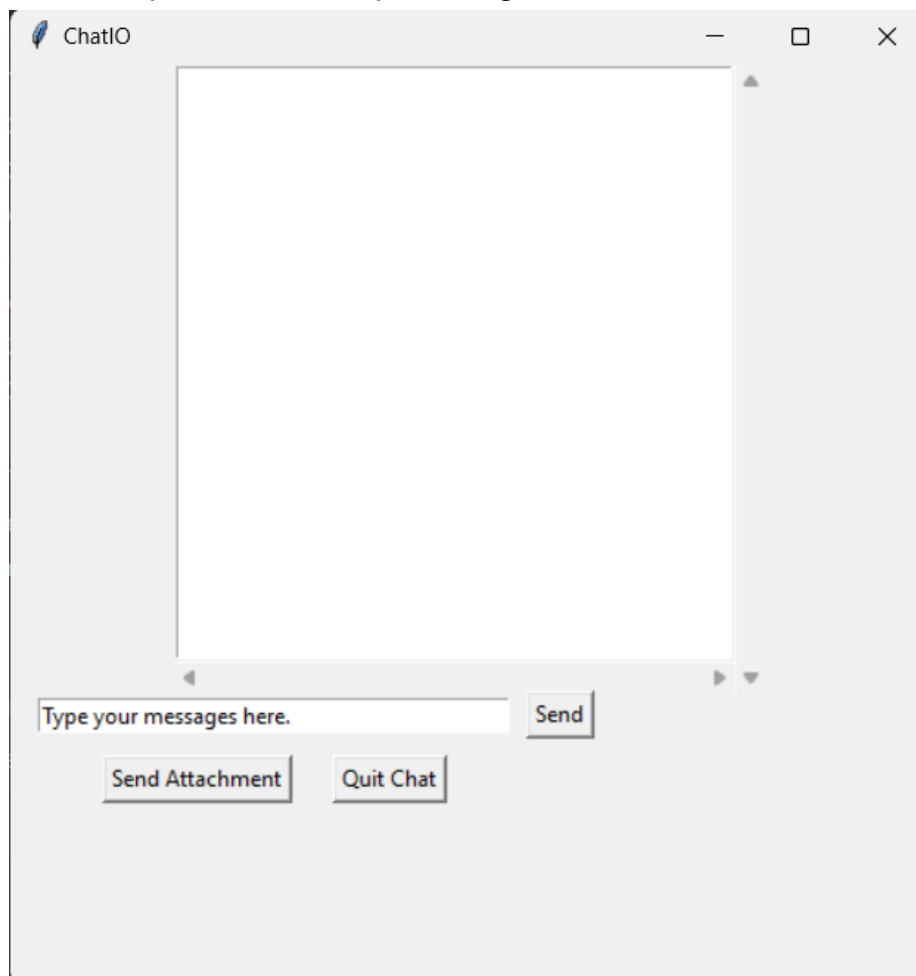 ChatIO
Type your messages here.
Send
Send Attachment
Quit Chat